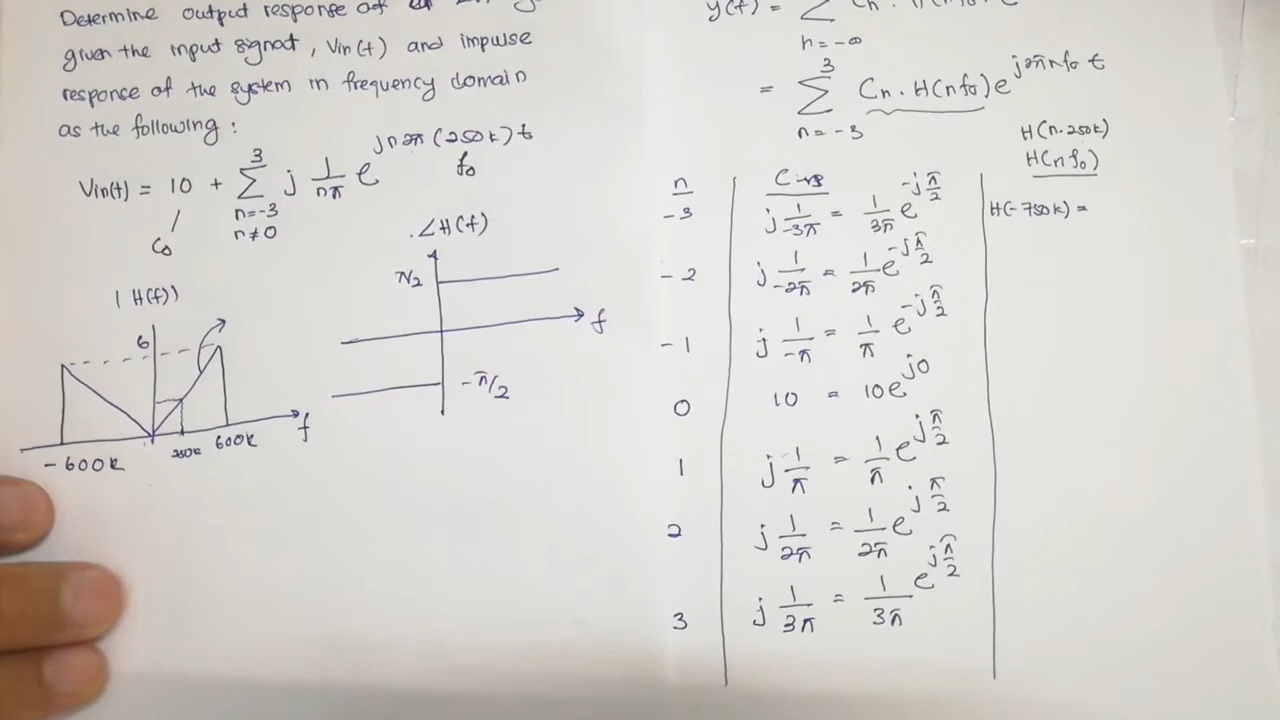 Determine output response of
given the input signal, Vin(t) and impulse
response of the system in frequency domain
as the following:
Vin(t) = 10 + 3 Σ n=-3 n≠0 j 1/nπ e^jn2π(250k)t
C₀
f₀
|H(f)|
6
-600k
250k
600k
f
∠H(f)
π/2
-π/2
f
y(t) = Σ n=-∞ Cn · H(nf₀) e
= 3 Σ n=-3 Cn · H(nf₀) e^j2πnf₀t
H(n·250k)
H(nf₀)
n Cn
-3 j 1/-3π = 1/3π e^-jπ/2 H(-750k) =
-2 j 1/-2π = 1/2π e^-jπ/2
-1 j 1/-π = 1/π e^-jπ/2
0 10 = 10e^j0
1 j 1/π = 1/π e^jπ/2
2 j 1/2π = 1/2π e^jπ/2
3 j 1/3π = 1/3π e^jπ/2